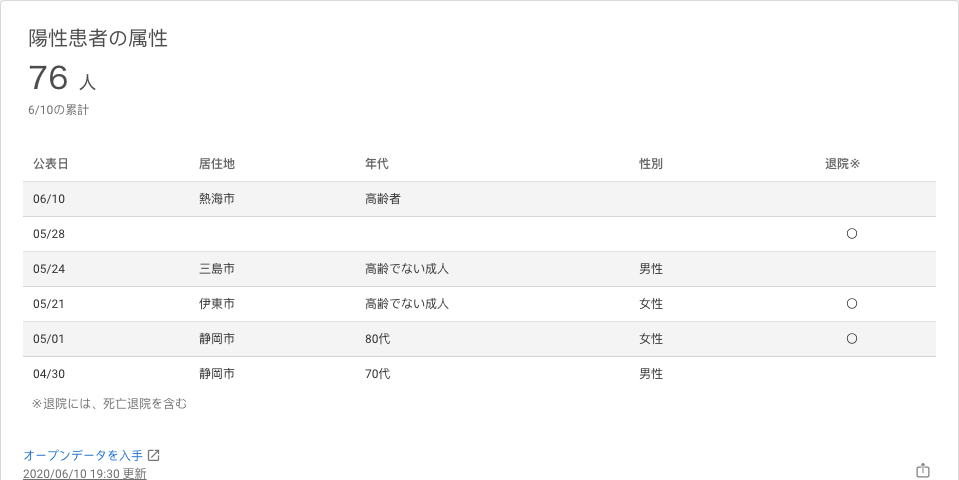 陽性患者の属性
76 人
6/10の累計
公表日 居住地 年代 性別 退院※
06/10 熱海市 高齢者
05/28 ○
05/24 三島市 高齢でない成人 男性
05/21 伊東市 高齢でない成人 女性 ○
05/01 静岡市 80代 女性 ○
04/30 静岡市 70代 男性
※退院には、死亡退院を含む
オープンデータを入手
2020/06/10 19:30 更新